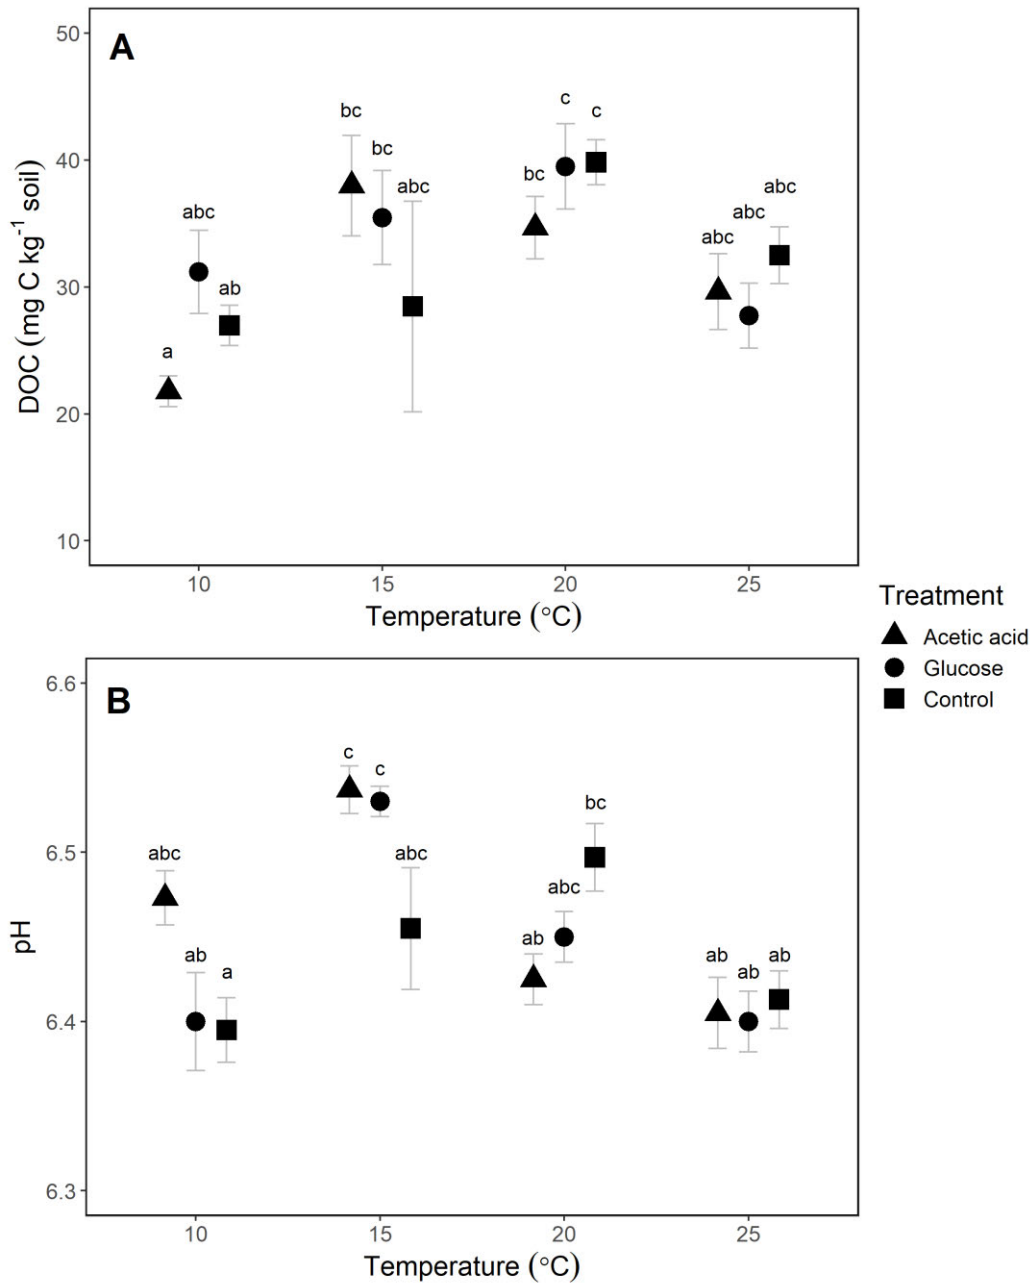 A
50
40
30
20
10
DOC (mg C kg⁻¹ soil)
a
abc
ab
bc
bc
abc
bc
c
c
abc
abc
abc
10
15
20
25
Temperature (°C)
Treatment
Acetic acid
Glucose
Control
B
6.6
6.5
6.4
6.3
pH
abc
ab
a
c
c
abc
ab
abc
bc
ab
ab
ab
10
15
20
25
Temperature (°C)